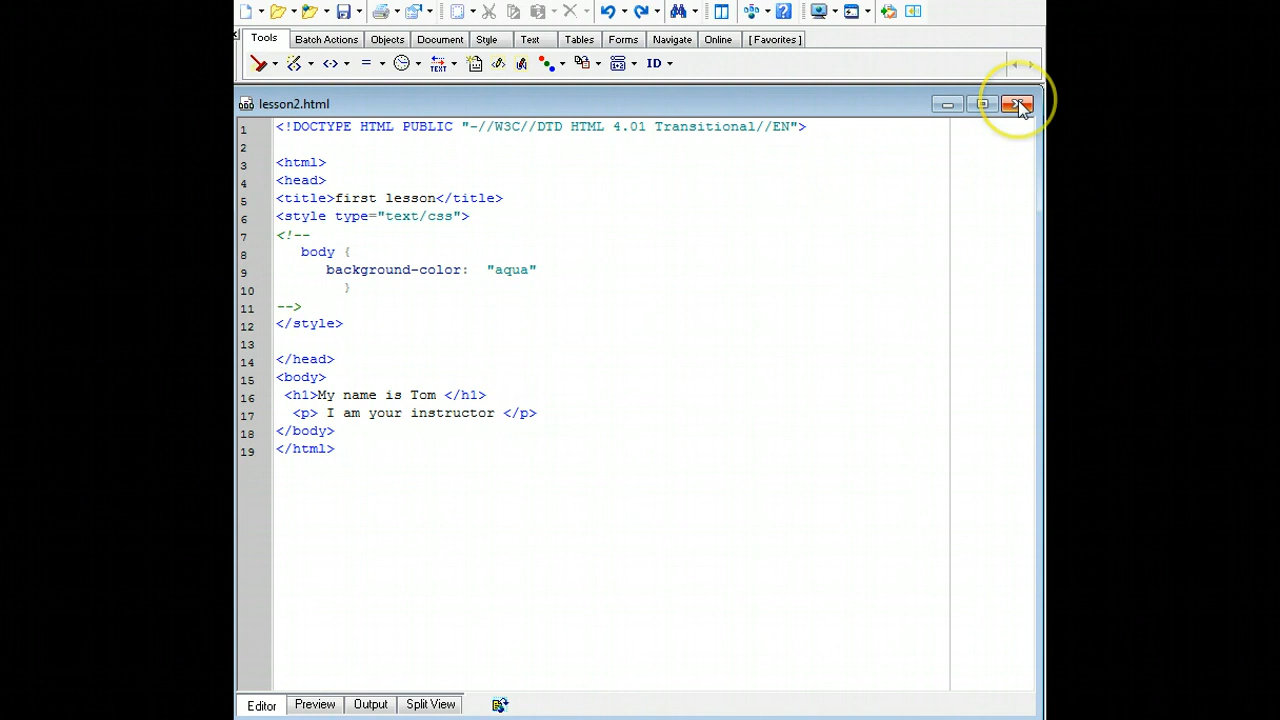 Tools Batch Actions Objects Document Style Text Tables Forms Navigate Online [ Favorites ]
ID
lesson2.html
1 <!DOCTYPE HTML PUBLIC "-//W3C//DTD HTML 4.01 Transitional//EN">
2
3 <html>
4 <head>
5 <title>first lesson</title>
6 <style type="text/css">
7 <!--
8 body {
9 background-color: "aqua"
10 }
11 -->
12 </style>
13
14 </head>
15 <body>
16 <h1>My name is Tom </h1>
17 <p> I am your instructor </p>
18 </body>
19 </html>
Editor Preview Output Split View